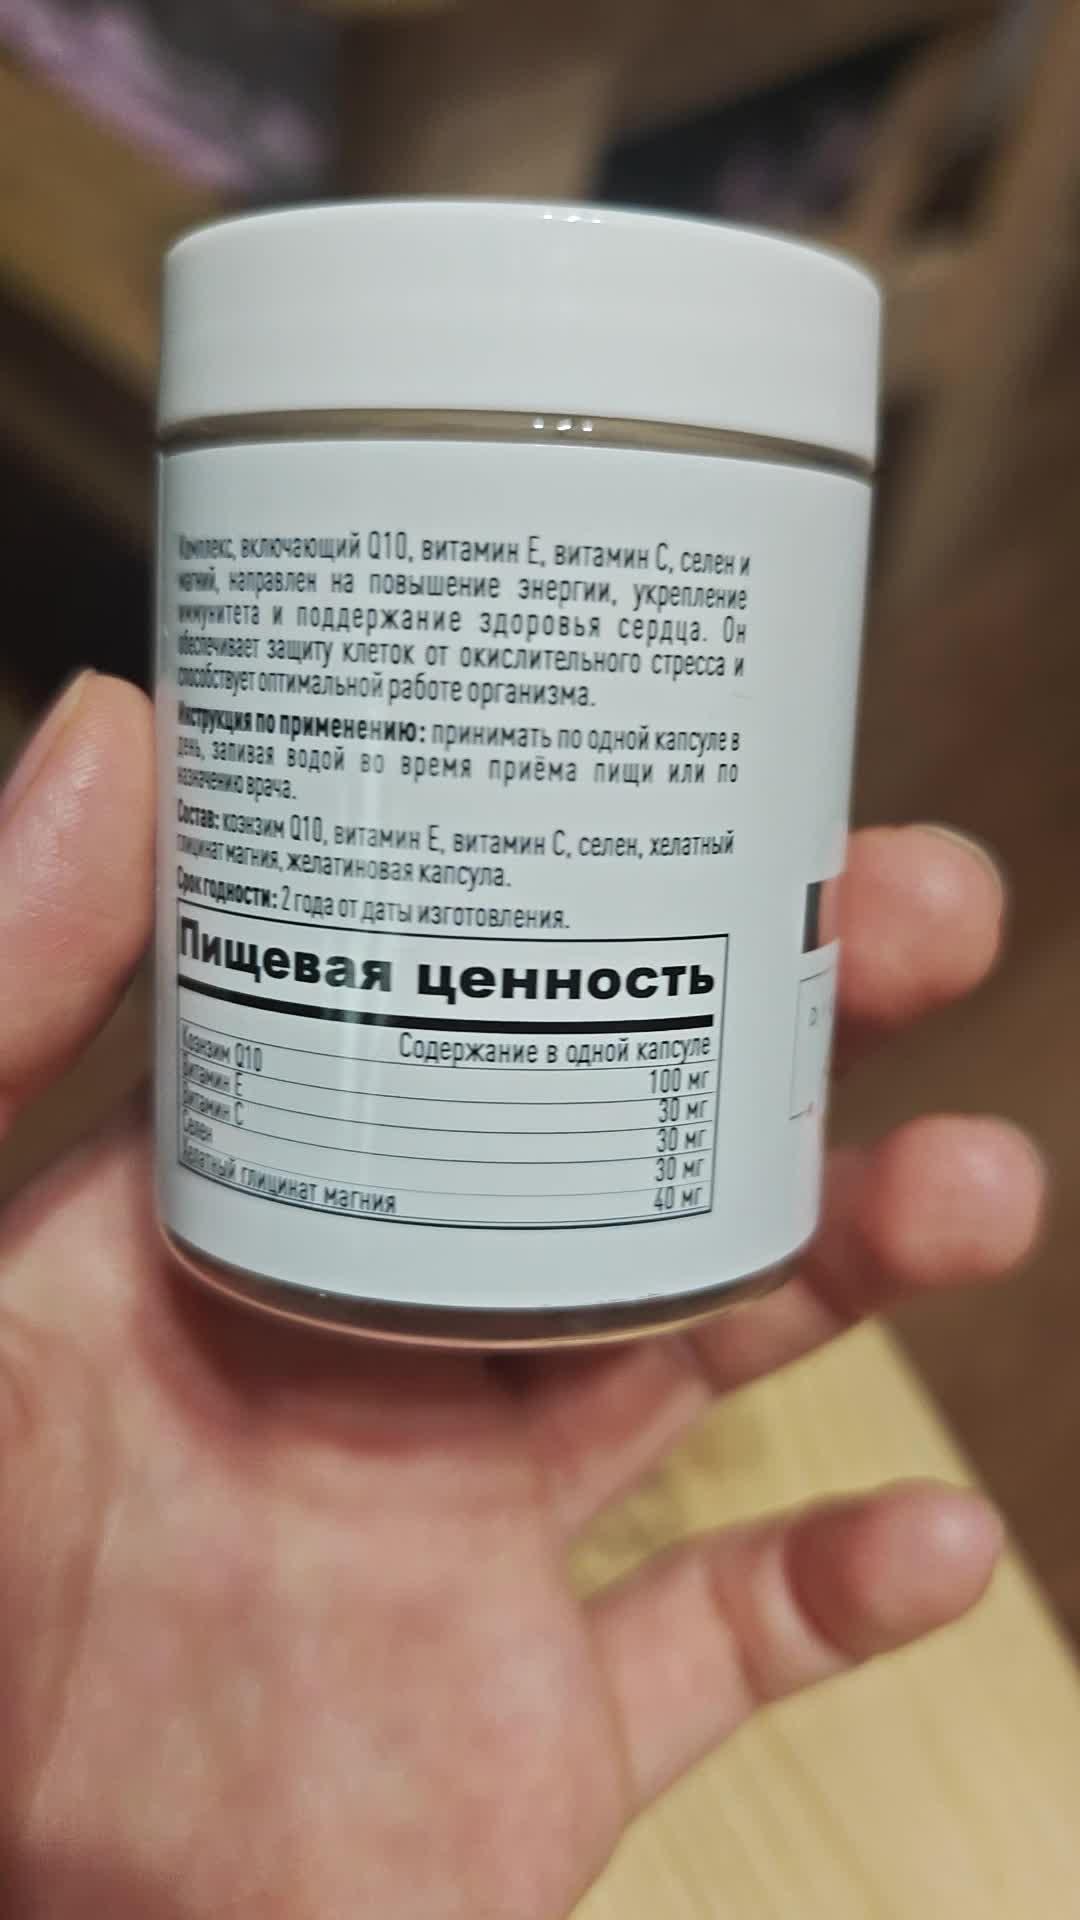 Комплекс, включающий Q10, витамин E, витамин C, селен и
магний, направлен на повышение энергии, укрепление
иммунитета и поддержание здоровья сердца. Он
обеспечивает защиту клеток от окислительного стресса и
способствует оптимальной работе организма.
Инструкция по применению: принимать по одной капсуле в
день, запивая водой во время приёма пищи или по
назначению врача.
Состав: коэнзим Q10, витамин E, витамин C, селен, хелатный
глицинат магния, желатиновая капсула.
Срок годности: 2 года от даты изготовления.
Пищевая ценность
Содержание в одной капсуле
Коэнзим Q10 100 мг
Витамин E 30 мг
Витамин C 30 мг
Селен 30 мг
Хелатный глицинат магния 40 мг